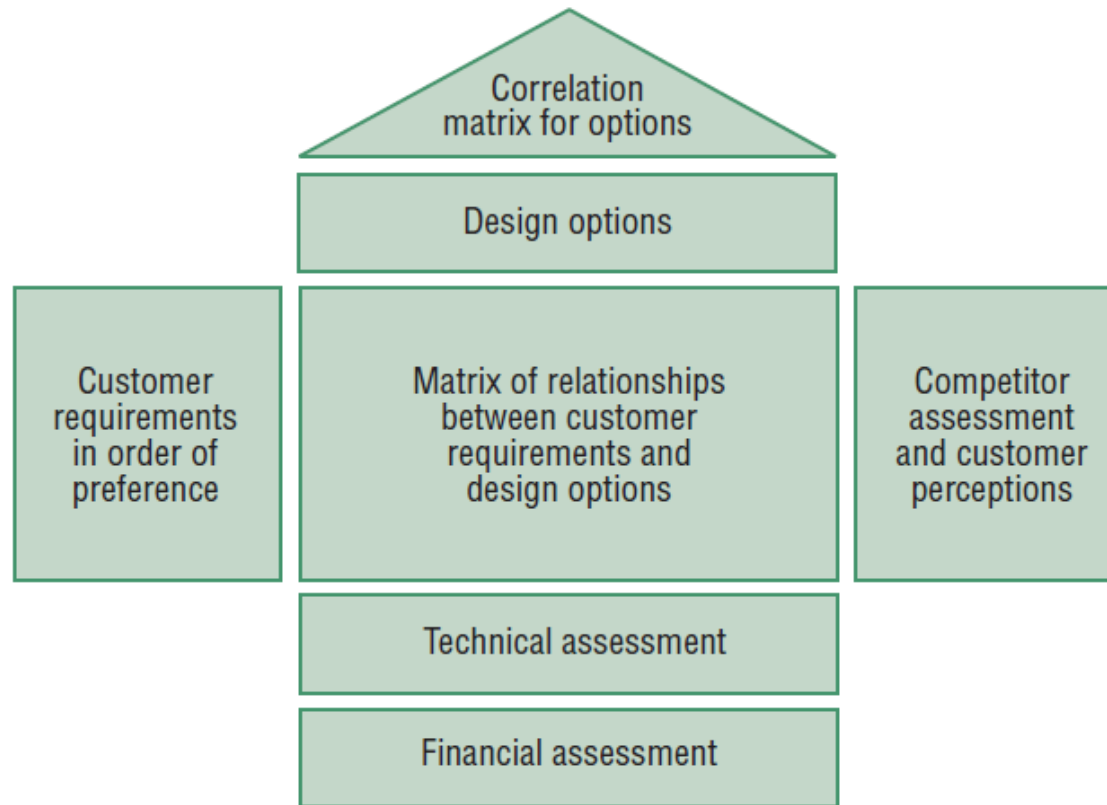 Correlation
matrix for options
Design options
Customer
requirements
in order of
preference
Matrix of relationships
between customer
requirements and
design options
Competitor
assessment
and customer
perceptions
Technical assessment
Financial assessment